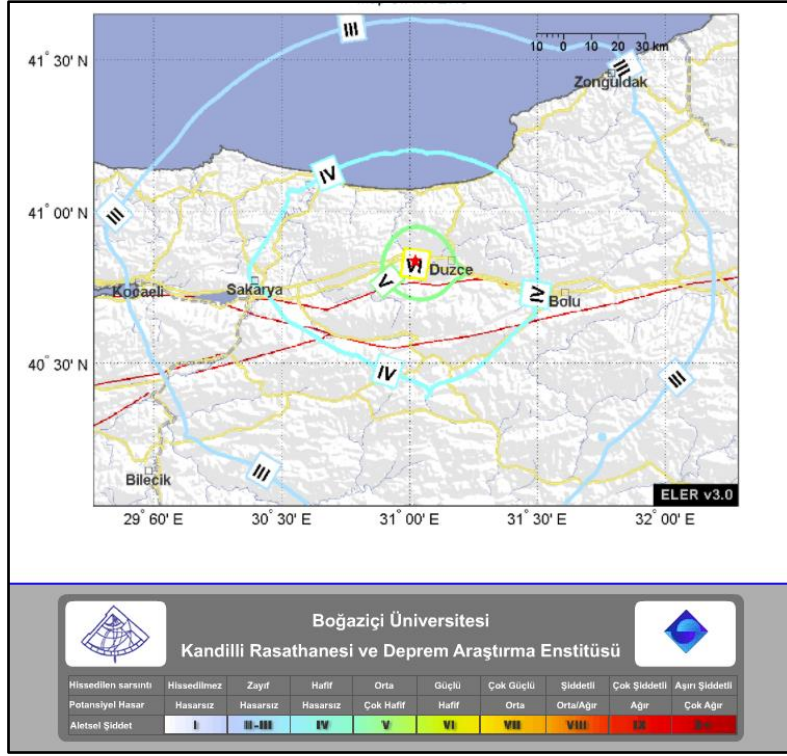 III
10 0 10 20 30 km
41° 30' N
III
Zonguldak
IV
41° 00' N
III
VI
Duzce
V
Kocaeli
Sakarya
IV
Bolu
40° 30' N
IV
III
III
Bilecik
ELER v3.0
29° 60' E 30° 30' E 31° 00' E 31° 30' E 32° 00' E
Boğaziçi Üniversitesi
Kandilli Rasathanesi ve Deprem Araştırma Enstitüsü
Hissedilen sarsıntı Hissedilmez Zayıf Hafif Orta Güçlü Çok Güçlü Şiddetli Çok Şiddetli Aşırı Şiddetli
Potansiyel Hasar Hasarsız Hasarsız Hasarsız Çok Hafif Hafif Orta Orta/Ağır Ağır Çok Ağır
Aletsel Şiddet I II-III IV V VI VII VIII IX